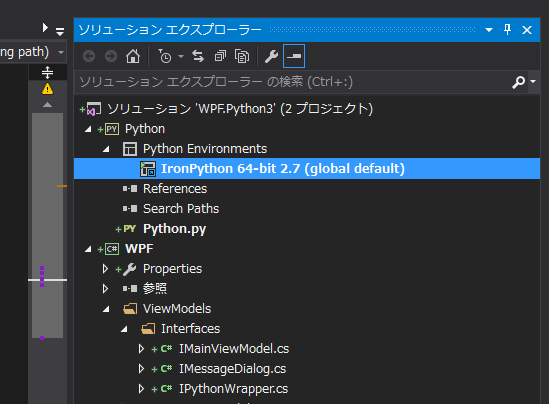 ソリューション エクスプローラー
ng path)
ソリューション エクスプローラー の検索 (Ctrl+:)
ソリューション 'WPF.Python3' (2 プロジェクト)
PY Python
Python Environments
IronPython 64-bit 2.7 (global default)
References
Search Paths
PY Python.py
C# WPF
Properties
参照
ViewModels
Interfaces
C# IMainViewModel.cs
C# IMessageDialog.cs
C# IPythonWrapper.cs